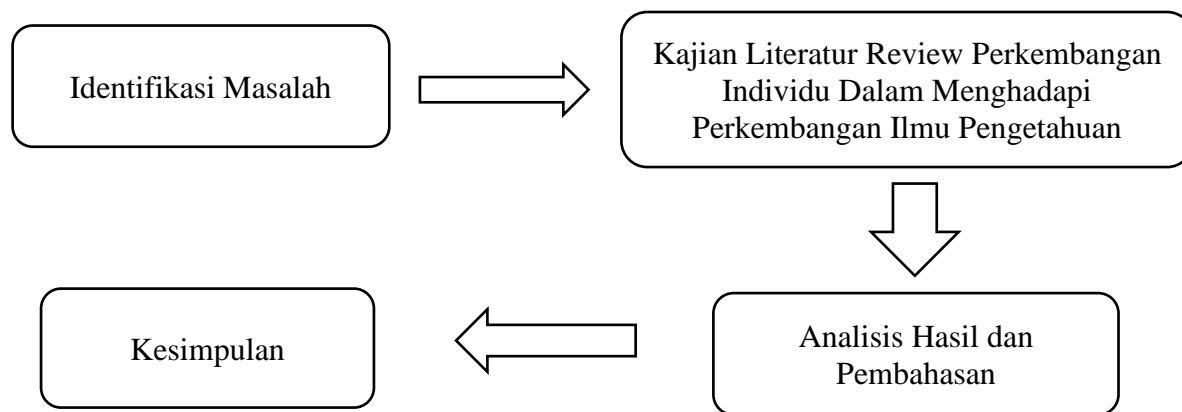 Identifikasi Masalah
Kajian Literatur Review Perkembangan
Individu Dalam Menghadapi
Perkembangan Ilmu Pengetahuan
Analisis Hasil dan
Pembahasan
Kesimpulan